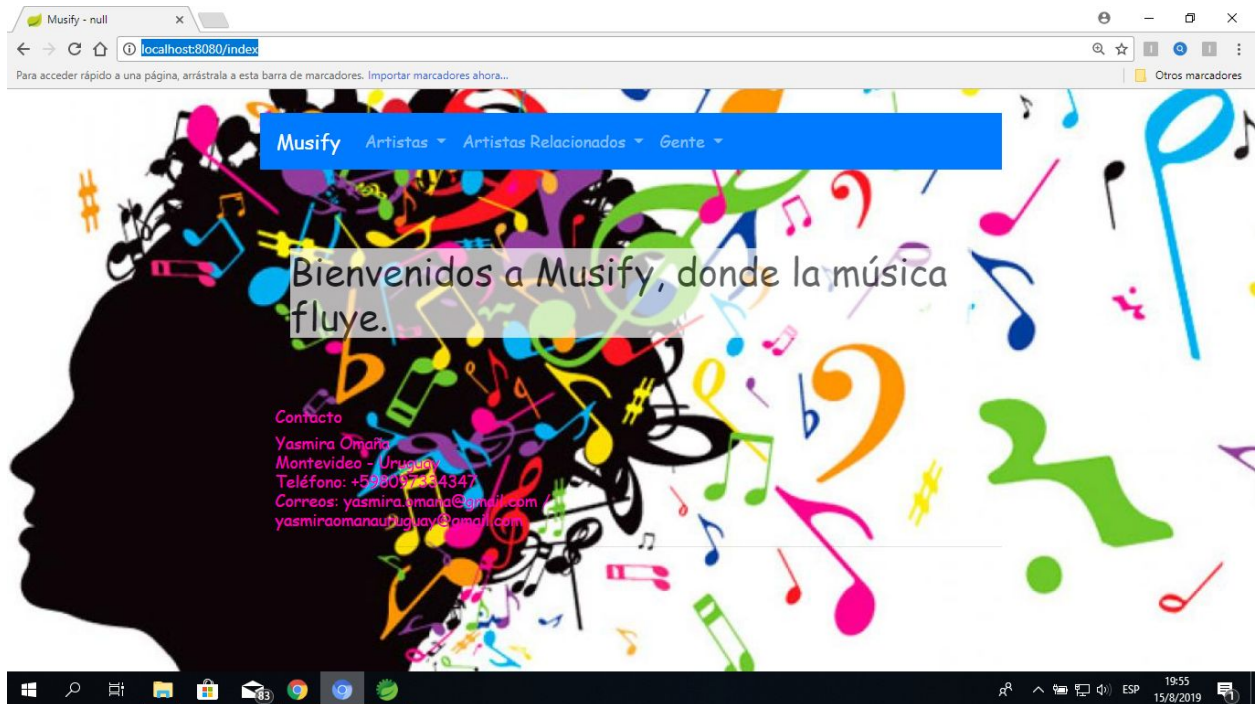 Musify - null
localhost:8080/index
Para acceder rápido a una página, arrástrala a esta barra de marcadores. Importar marcadores ahora...
Otros marcadores
Musify Artistas Artistas Relacionados Gente
Bienvenidos a Musify, donde la música
fluye.
Contacto
Yasmira Omaña
Montevideo - Uruguay
Teléfono: +598097334347
Correos: yasmira.omana@gmail.com /
yasmiraomanauruguay@gmail.com
83
ESP
19:55
15/8/2019
1